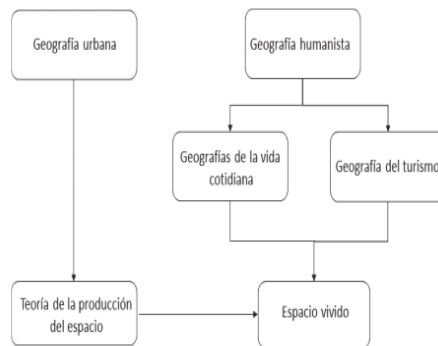 Geografía urbana
Geografía humanista
Geografías de la vida
cotidiana
Geografía del turismo
Teoría de la producción
del espacio
Espacio vivido